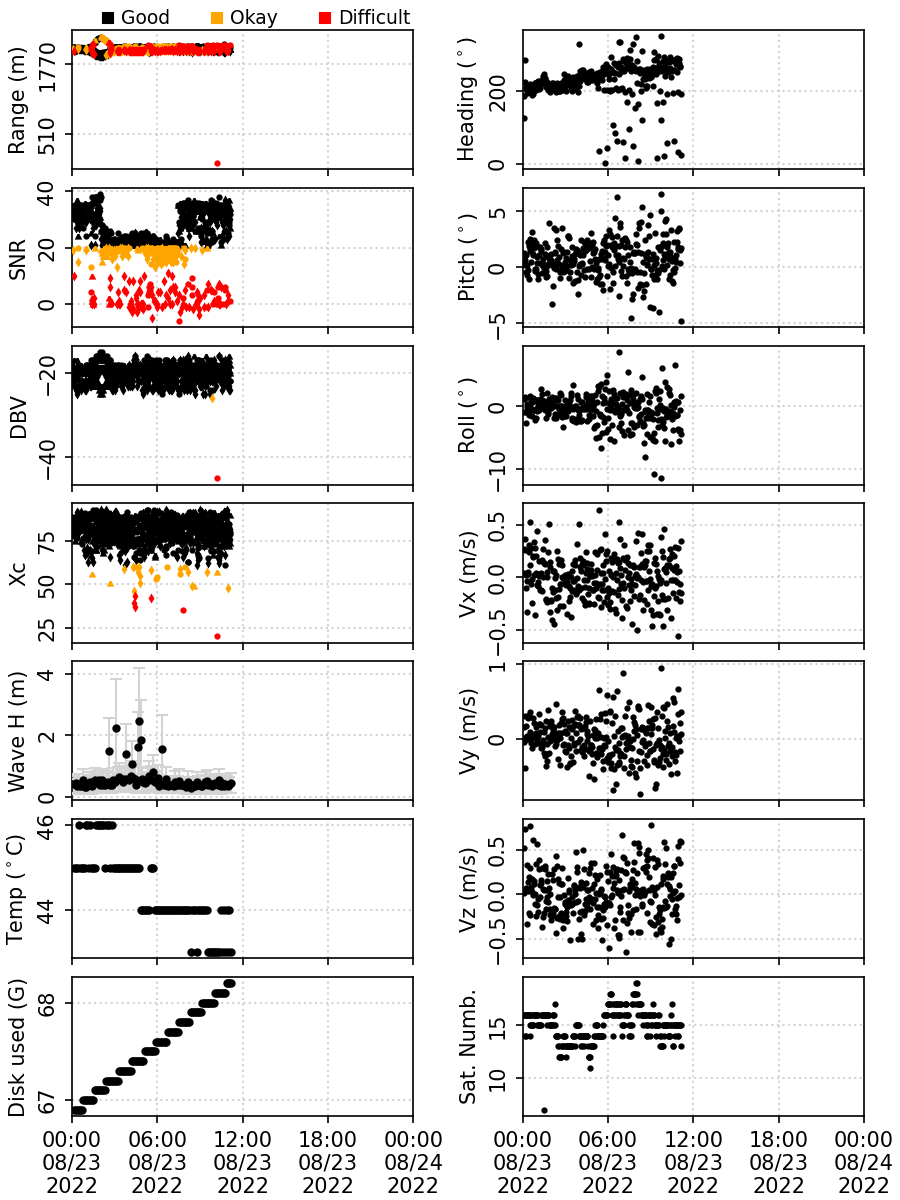 Good Okay Difficult
Range (m)
1770
510
Heading (°)
200
0
SNR
40
20
0
Pitch (°)
5
0
−5
DBV
−20
−40
Roll (°)
0
−10
Xc
75
50
25
Vx (m/s)
0.5
0.0
−0.5
Wave H (m)
4
2
0
Vy (m/s)
1
0
Temp (°C)
46
44
Vz (m/s)
0.5
0.0
−0.5
Disk used (G)
68
67
Sat. Numb.
15
10
00:00 06:00 12:00 18:00 00:00
08/23 08/23 08/23 08/23 08/24
2022 2022 2022 2022 2022
00:00 06:00 12:00 18:00 00:00
08/23 08/23 08/23 08/23 08/24
2022 2022 2022 2022 2022